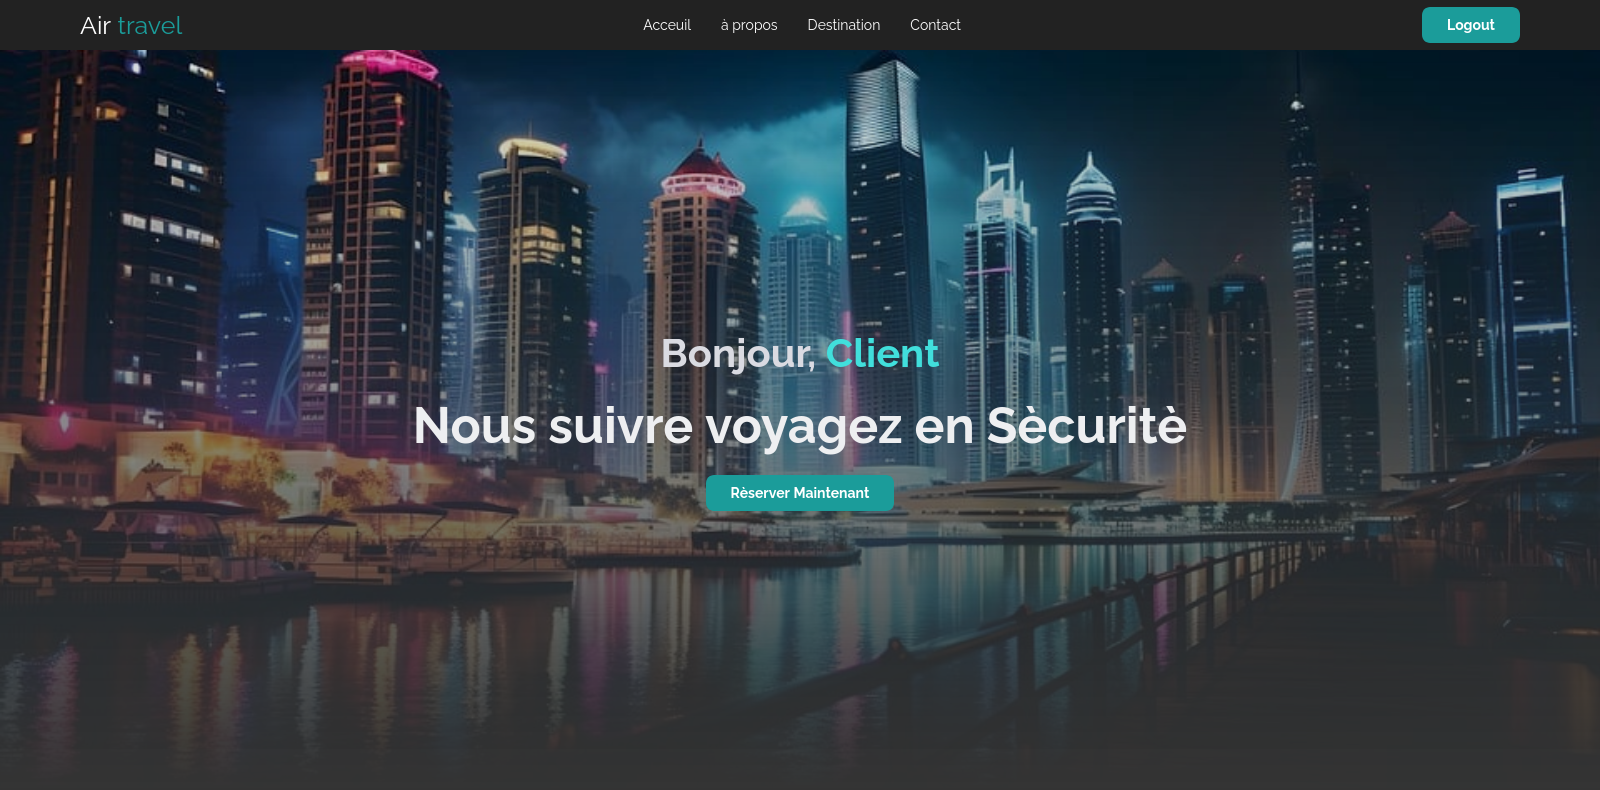 Air travel
Acceuil
à propos
Destination
Contact
Logout
Bonjour, Client
Nous suivre voyagez en Sècuritè
Rèserver Maintenant